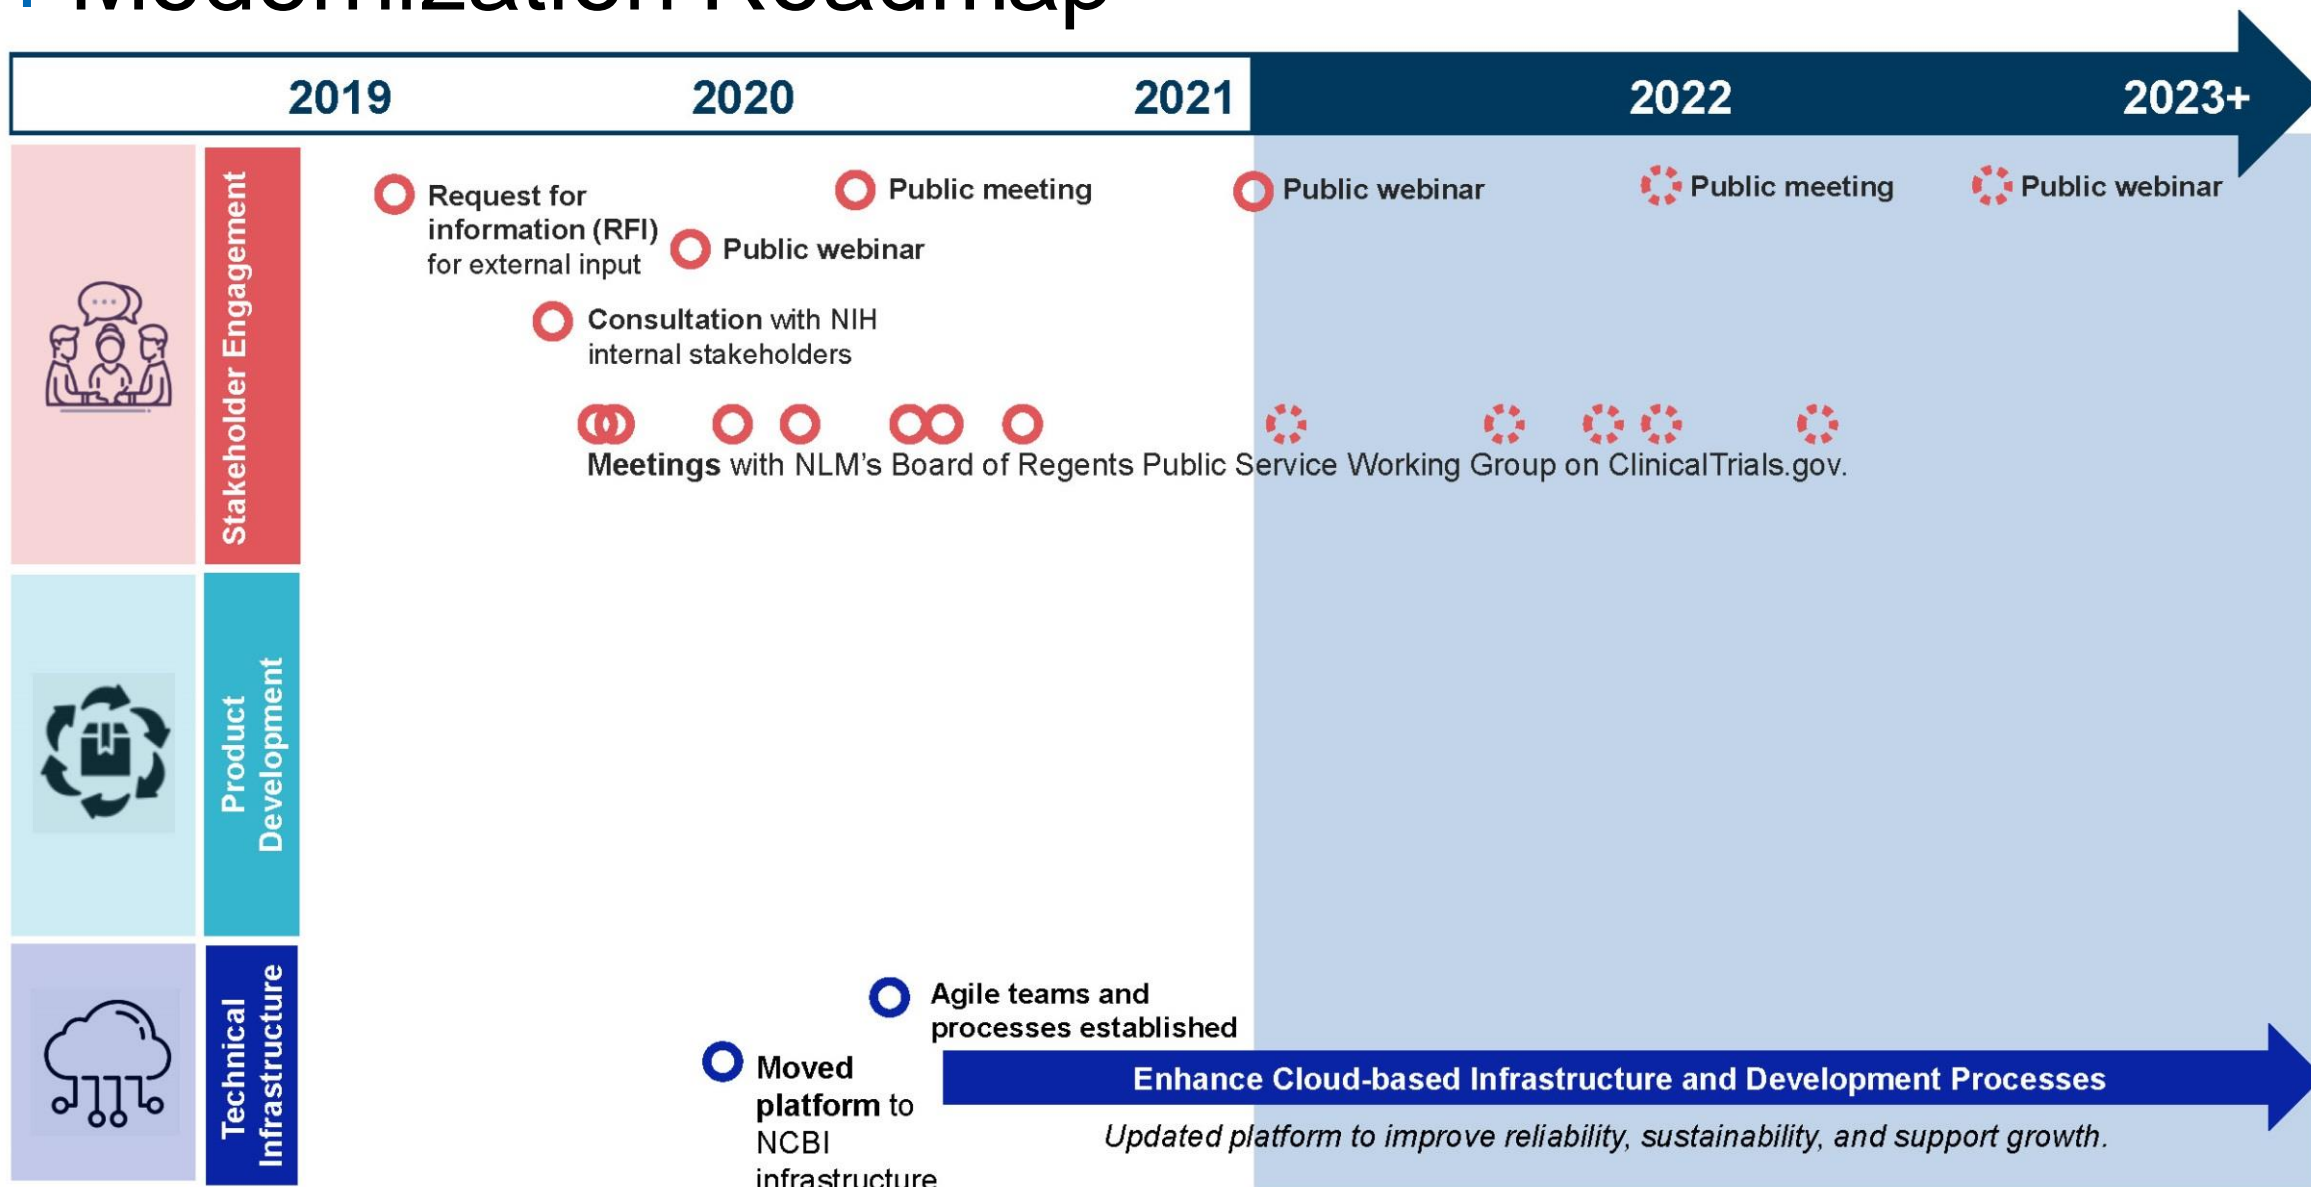 Modernization Roadmap
2019 2020 2021 2022 2023+
Stakeholder Engagement
Request for
information (RFI)
for external input
Public meeting
Public webinar
Public meeting
Public webinar
Public webinar
Consultation with NIH
internal stakeholders
Meetings with NLM’s Board of Regents Public Service Working Group on ClinicalTrials.gov.
Product
Development
Technical
Infrastructure
Agile teams and
processes established
Moved
platform to
NCBI
infrastructure
Enhance Cloud-based Infrastructure and Development Processes
Updated platform to improve reliability, sustainability, and support growth.